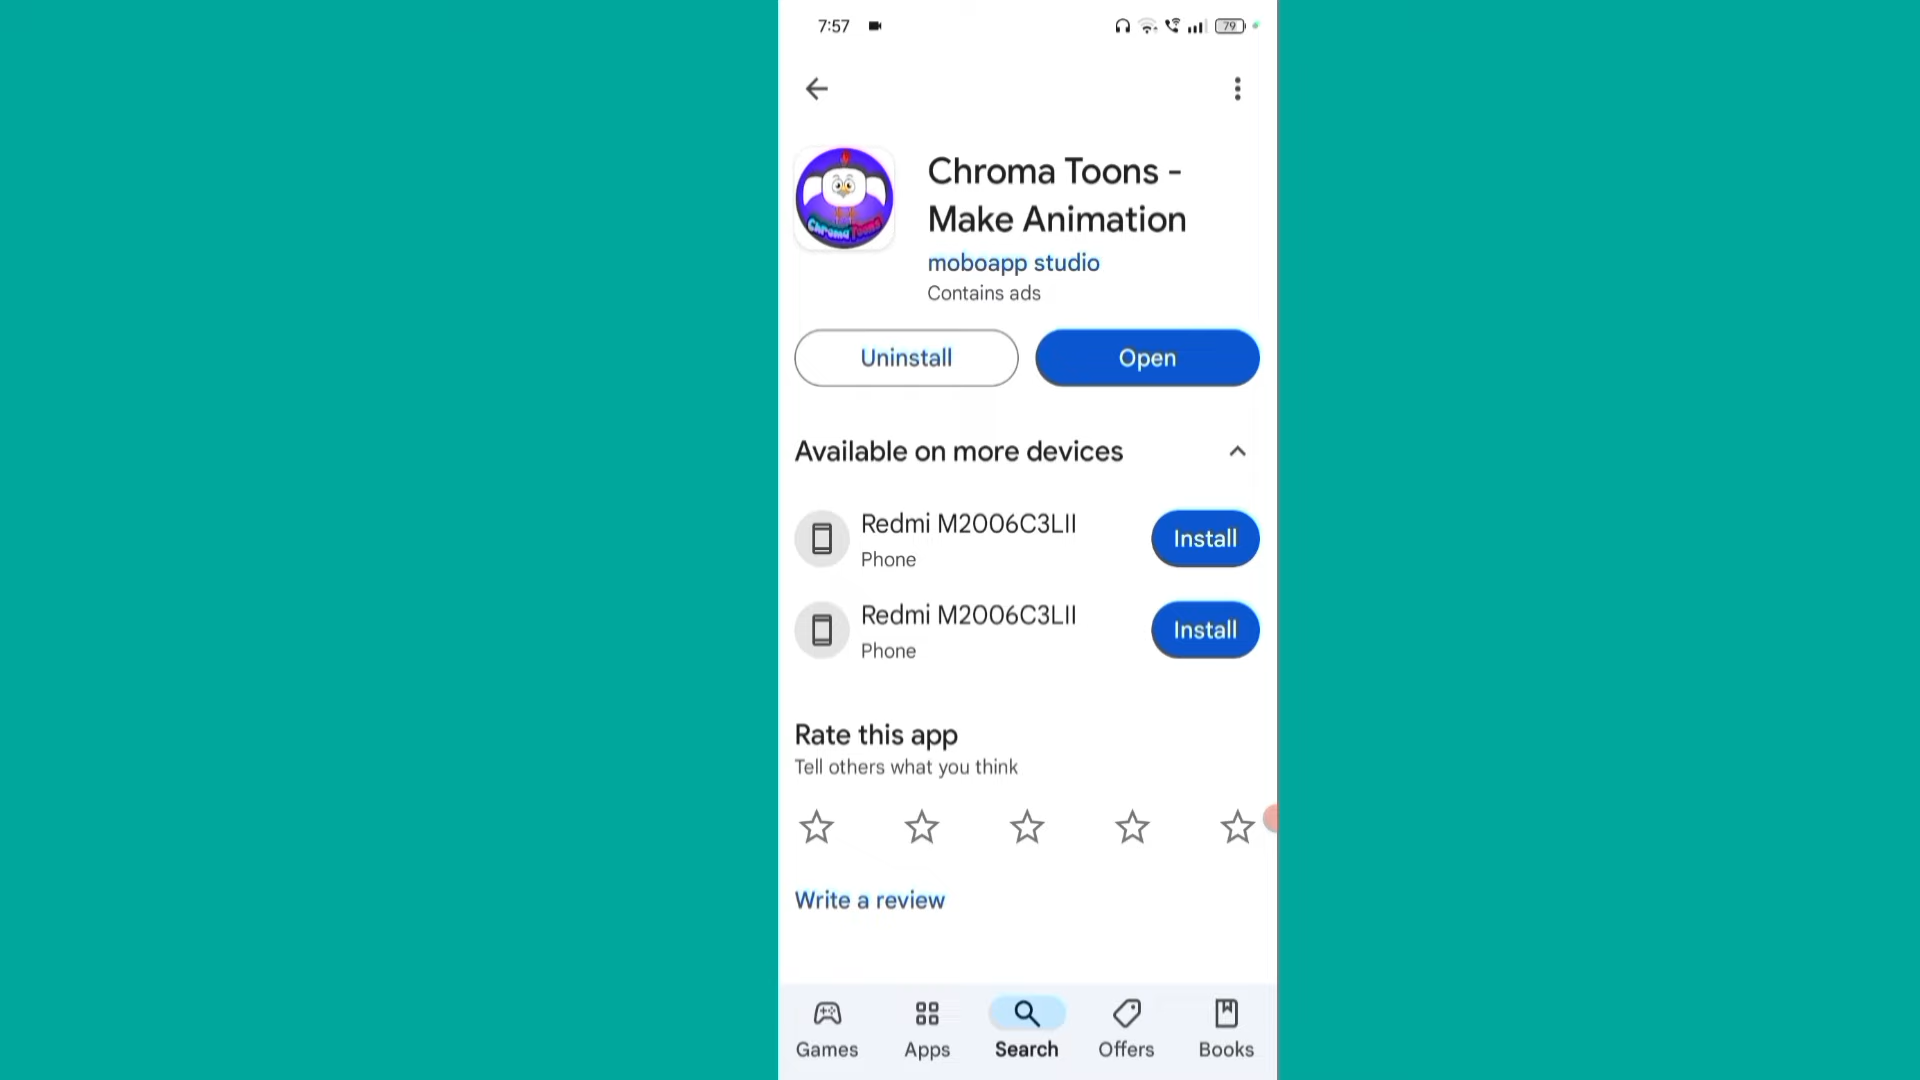 7:57
79
Chroma Toons -
Make Animation
moboapp studio
Contains ads
Uninstall
Open
Available on more devices
Redmi M2006C3LII
Phone
Install
Redmi M2006C3LII
Phone
Install
Rate this app
Tell others what you think
Write a review
Games
Apps
Search
Offers
Books
ChromaToons